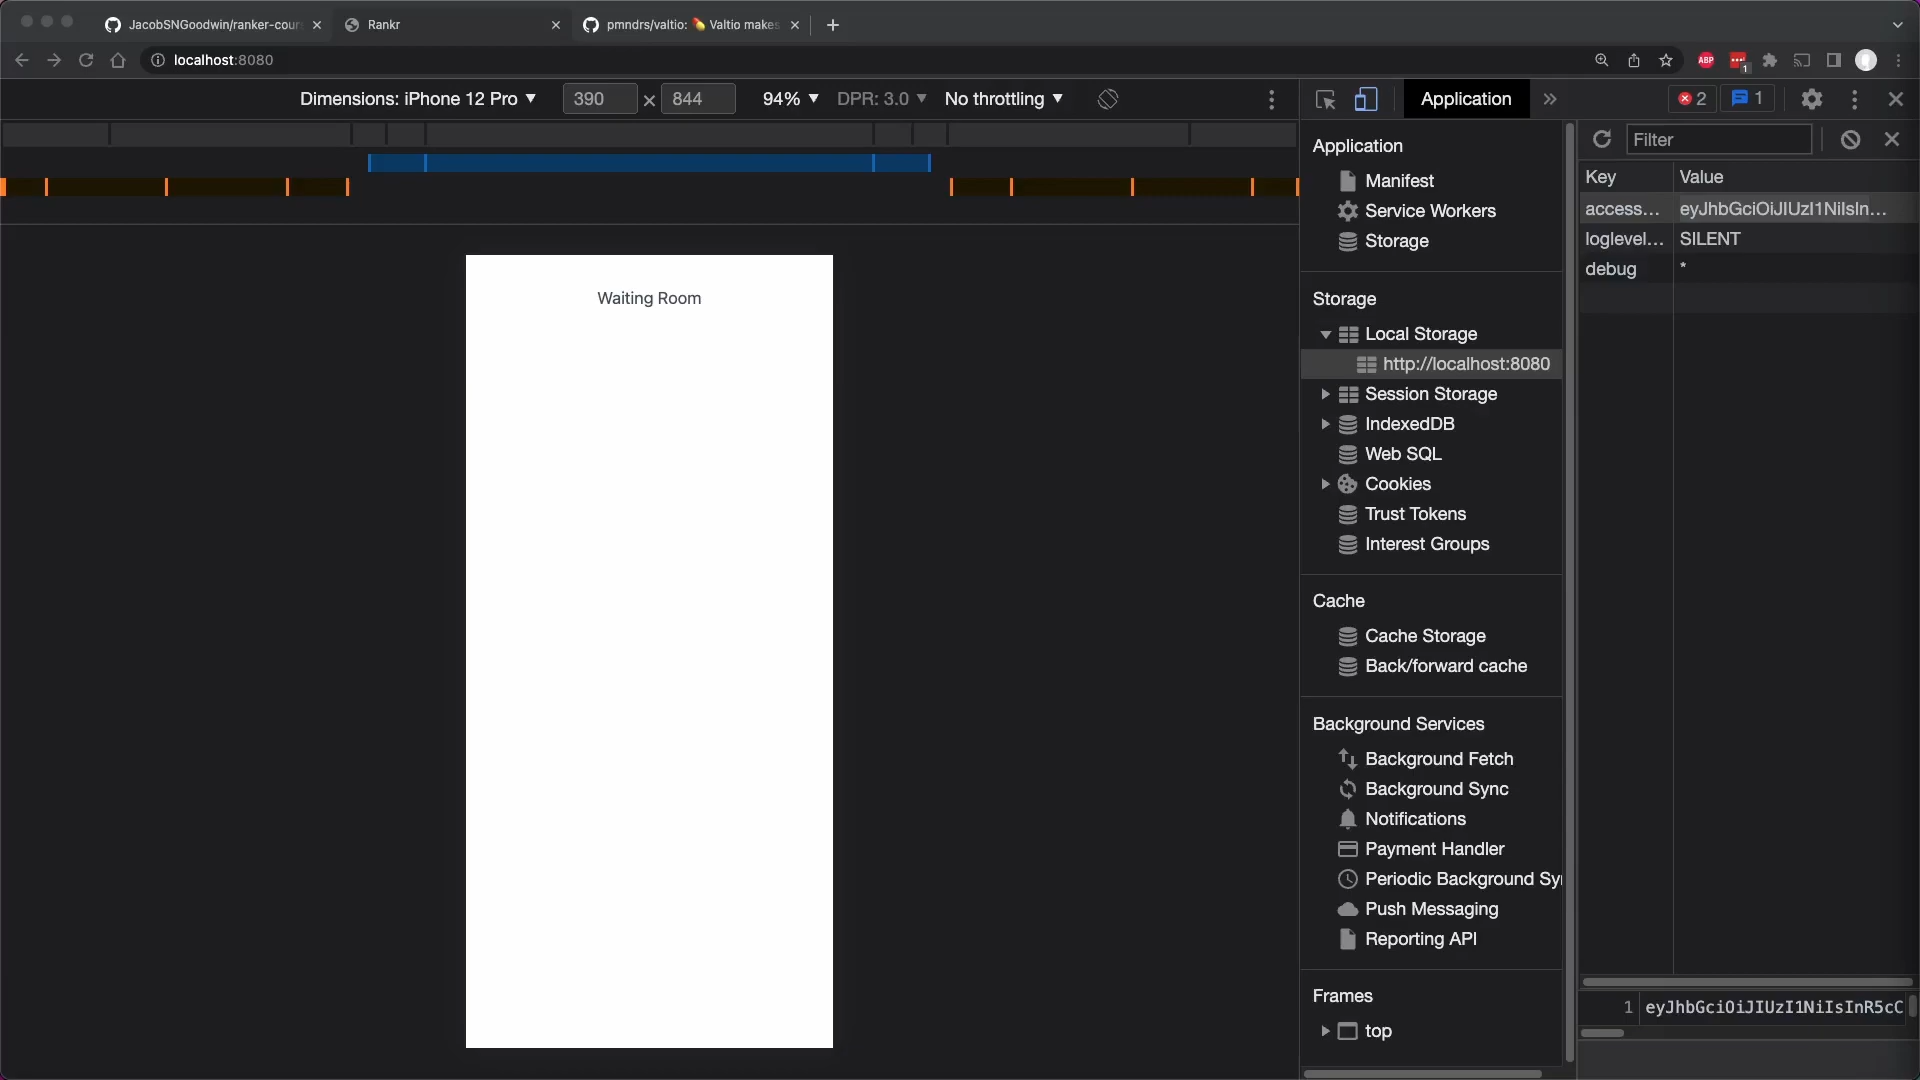 JacobSNGoodwin/ranker-cours
Rankr
pmndrs/valtio: 💊 Valtio makes
localhost:8080
ABP
1
Dimensions: iPhone 12 Pro
390 × 844
94%
DPR: 3.0
No throttling
Application
2
1
Waiting Room
Application
Manifest
Service Workers
Storage
Storage
Local Storage
http://localhost:8080
Session Storage
IndexedDB
Web SQL
Cookies
Trust Tokens
Interest Groups
Cache
Cache Storage
Back/forward cache
Background Services
Background Fetch
Background Sync
Notifications
Payment Handler
Periodic Background Sy
Push Messaging
Reporting API
Frames
top
Filter
Key Value
access… eyJhbGciOiJIUzI1NiIsIn…
loglevel… SILENT
debug *
1 eyJhbGciOiJIUzI1NiIsInR5cC